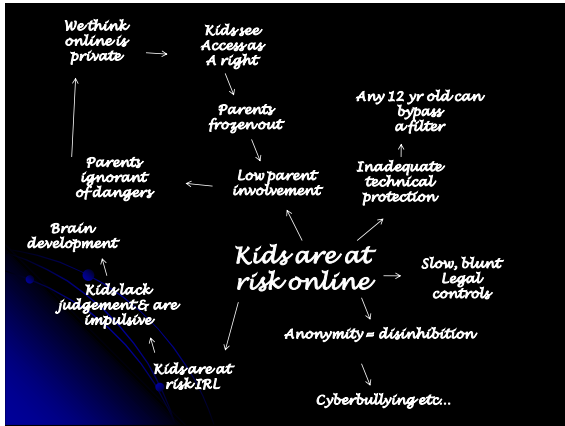 We think
online is
private
Kids see
Access as
A right
Parents
frozen out
Any 12 yr old can
bypass
a filter
Parents
ignorant
of dangers
Low parent
involvement
Inadequate
technical
protection
Brain
development
Kids are at
risk online
Slow, blunt
Legal
controls
Kids lack
judgement & are
impulsive
Anonymity = disinhibition
Kids are at
risk IRL
Cyberbullying etc...